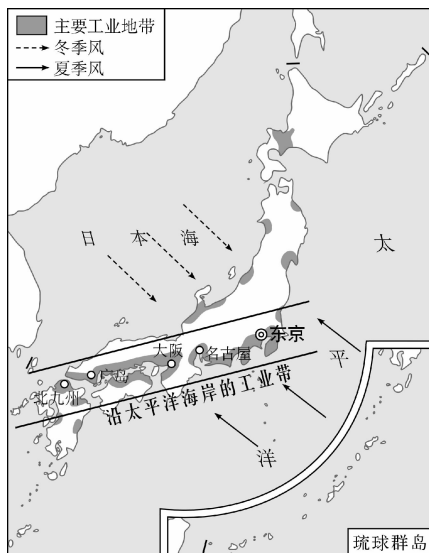 主要工业地带
冬季风
夏季风
日本海
太平洋
东京
名古屋
大阪
广岛
北九州
沿太平洋海岸的工业带
琉球群岛